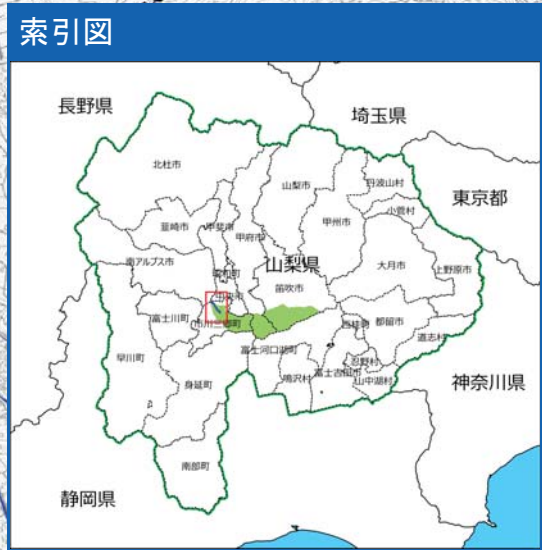 索引図
長野県
埼玉県
北杜市
山梨市
丹波山村
小菅村
東京都
韮崎市
甲斐市
甲府市
甲州市
南アルプス市
昭和町
山梨県
大月市
上野原市
笛吹市
中央市
富士川町
市川三郷町
西桂町
都留市
道志村
早川町
富士河口湖町
忍野村
鳴沢村
富士吉田市
山中湖村
身延町
神奈川県
南部町
静岡県